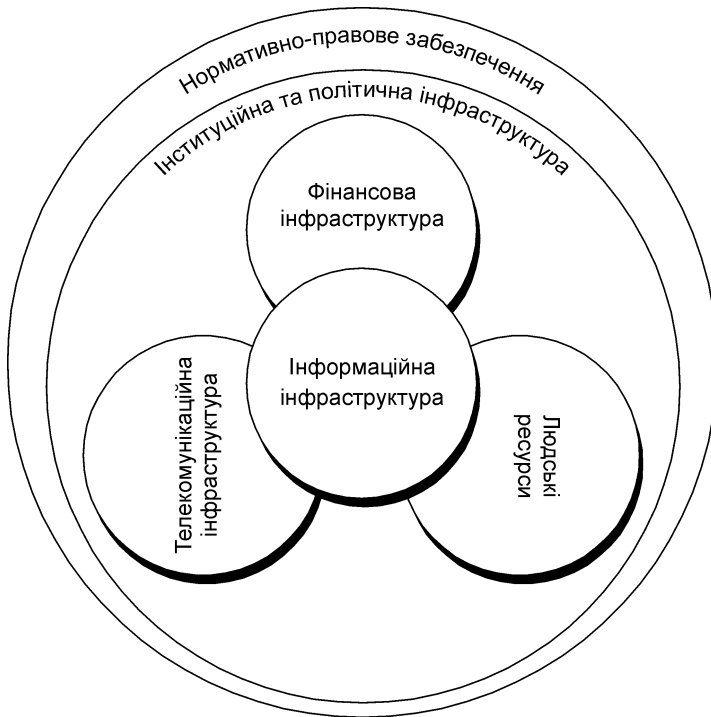 Нормативно-правове забезпечення
Інституційна та політична інфраструктура
Фінансова
інфраструктура
Інформаційна
інфраструктура
Телекомунікаційна
інфраструктура
Людські
ресурси